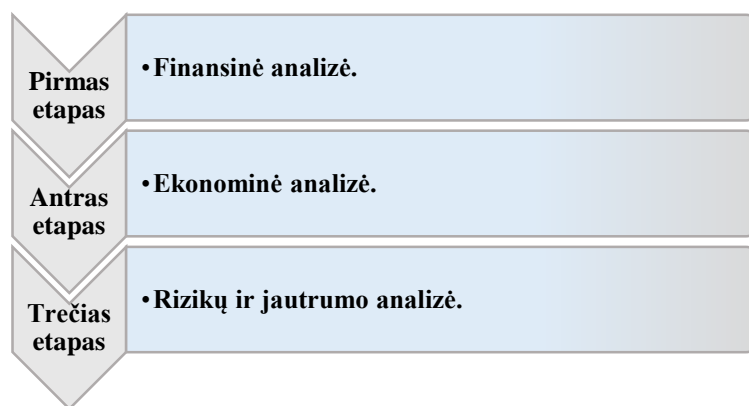 Pirmas
etapas
•Finansinė analizė.
Antras
etapas
•Ekonominė analizė.
Trečias
etapas
•Rizikų ir jautrumo analizė.